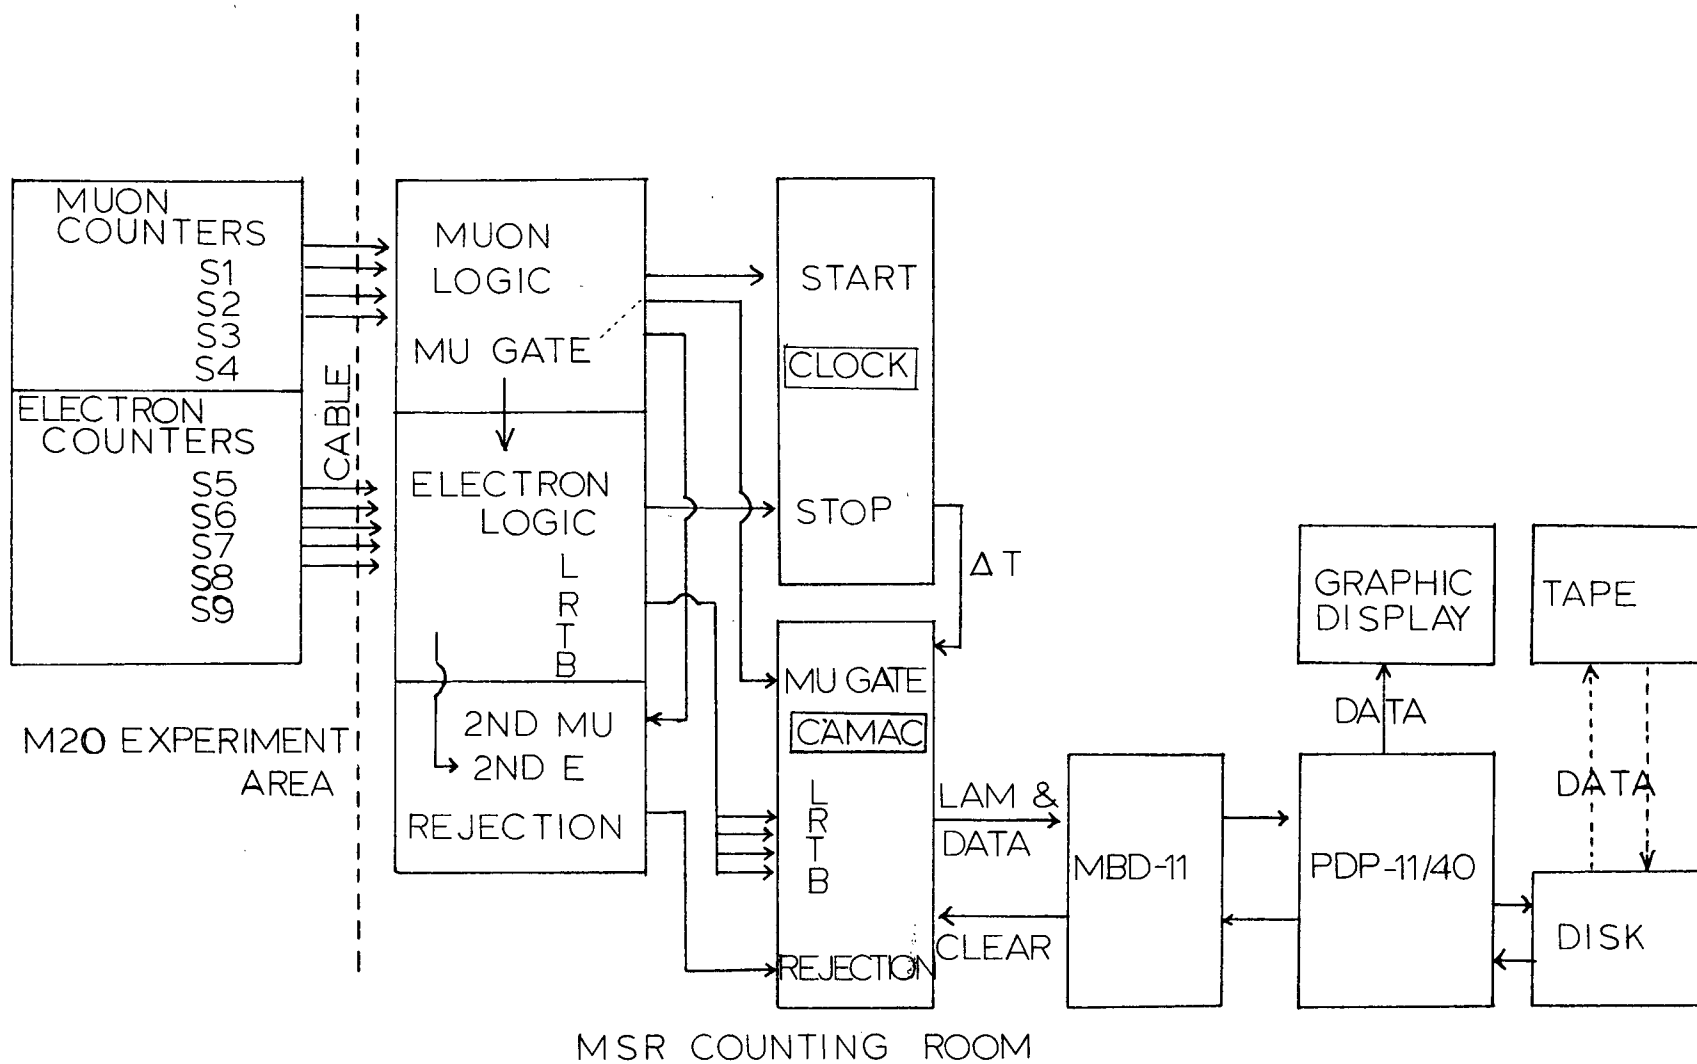 MUON
COUNTERS
S1
S2
S3
S4
ELECTRON
COUNTERS
S5
S6
S7
S8
S9
CABLE
M20 EXPERIMENT
AREA
MUON
LOGIC
MU GATE
ELECTRON
LOGIC
L
R
T
B
2ND MU
2ND E
REJECTION
START
CLOCK
STOP
Δ T
MU GATE
CAMAC
L
R
T
B
REJECTION
LAM &
DATA
CLEAR
MBD-11
PDP-11/40
DATA
GRAPHIC
DISPLAY
TAPE
DATA
DISK
MSR COUNTING ROOM